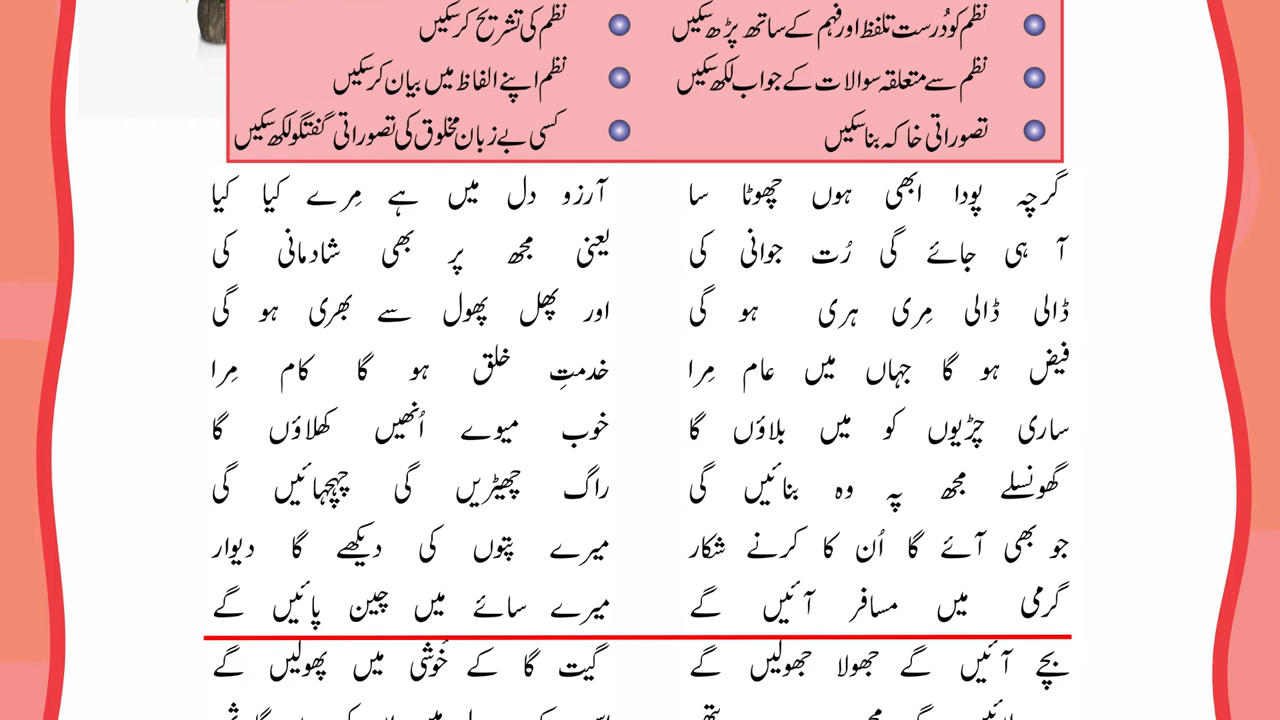 نظم کو دُرست تلفظ اور فہم کے ساتھ پڑھ سکیں
نظم کی تشریح کر سکیں
نظم سے متعلقہ سوالات کے جواب لکھ سکیں
نظم اپنے الفاظ میں بیان کر سکیں
تصوراتی خاکہ بنا سکیں
کسی بے زبان مخلوق کی تصوراتی گفتگو لکھ سکیں
گرچہ پودا ابھی ہوں چھوٹا سا
آرزو دل میں ہے مِرے کیا کیا
آ ہی جائے گی رُت جوانی کی
یعنی مجھ پر بھی شادمانی کی
ڈالی ڈالی مِری ہری ہو گی
اور پھل پھول سے بھری ہو گی
فیض ہو گا جہاں میں عام مِرا
خدمتِ خلق ہو گا کام مِرا
ساری چڑیوں کو میں بلاؤں گا
خوب میوے اُنھیں کھلاؤں گا
گھونسلے مجھ پہ وہ بنائیں گی
راگ چھیڑیں گی چہچہائیں گی
جو بھی آئے گا اُن کا کرنے شکار
میرے پتوں کی دیکھے گا دیوار
گرمی میں مسافر آئیں گے
میرے سائے میں چین پائیں گے
بچے آئیں گے جھولا جھولیں گے
گیت گا کے خُوشی میں پھولیں گے